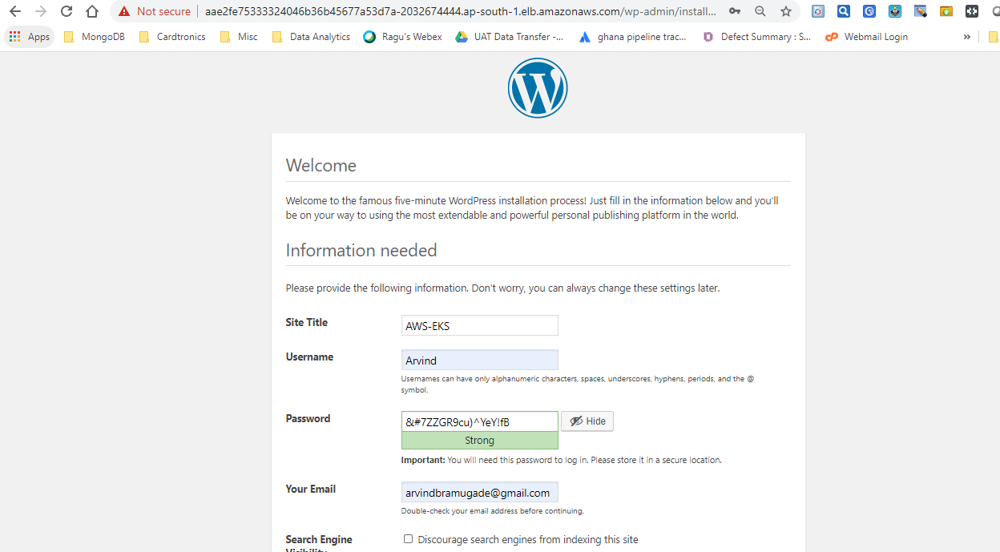 Not secure aae2fe75333324046b36b45677a53d7a-2032674444.ap-south-1.elb.amazonaws.com/wp-admin/install...
Apps MongoDB Cardtronics Misc Data Analytics Ragu's Webex UAT Data Transfer -... ghana pipeline trac... Defect Summary : S... Webmail Login »
Welcome
Welcome to the famous five-minute WordPress installation process! Just fill in the information below and you'll
be on your way to using the most extendable and powerful personal publishing platform in the world.
Information needed
Please provide the following information. Don't worry, you can always change these settings later.
Site Title AWS-EKS
Username Arvind
Usernames can have only alphanumeric characters, spaces, underscores, hyphens, periods, and the @
symbol.
Password &#7ZZGR9cu)^YeY!fB Hide
Strong
Important: You will need this password to log in. Please store it in a secure location.
Your Email arvindbramugade@gmail.com
Double-check your email address before continuing.
Search Engine Discourage search engines from indexing this site
Visibility